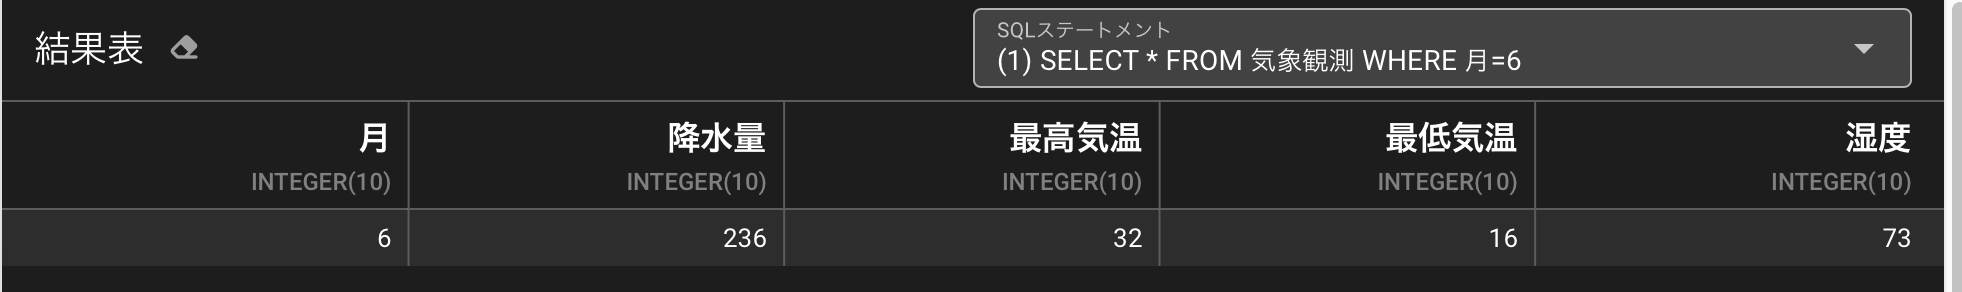 結果表
SQLステートメント
(1) SELECT * FROM 気象観測 WHERE 月=6
月 降水量 最高気温 最低気温 湿度
INTEGER(10) INTEGER(10) INTEGER(10) INTEGER(10) INTEGER(10)
6 236 32 16 73